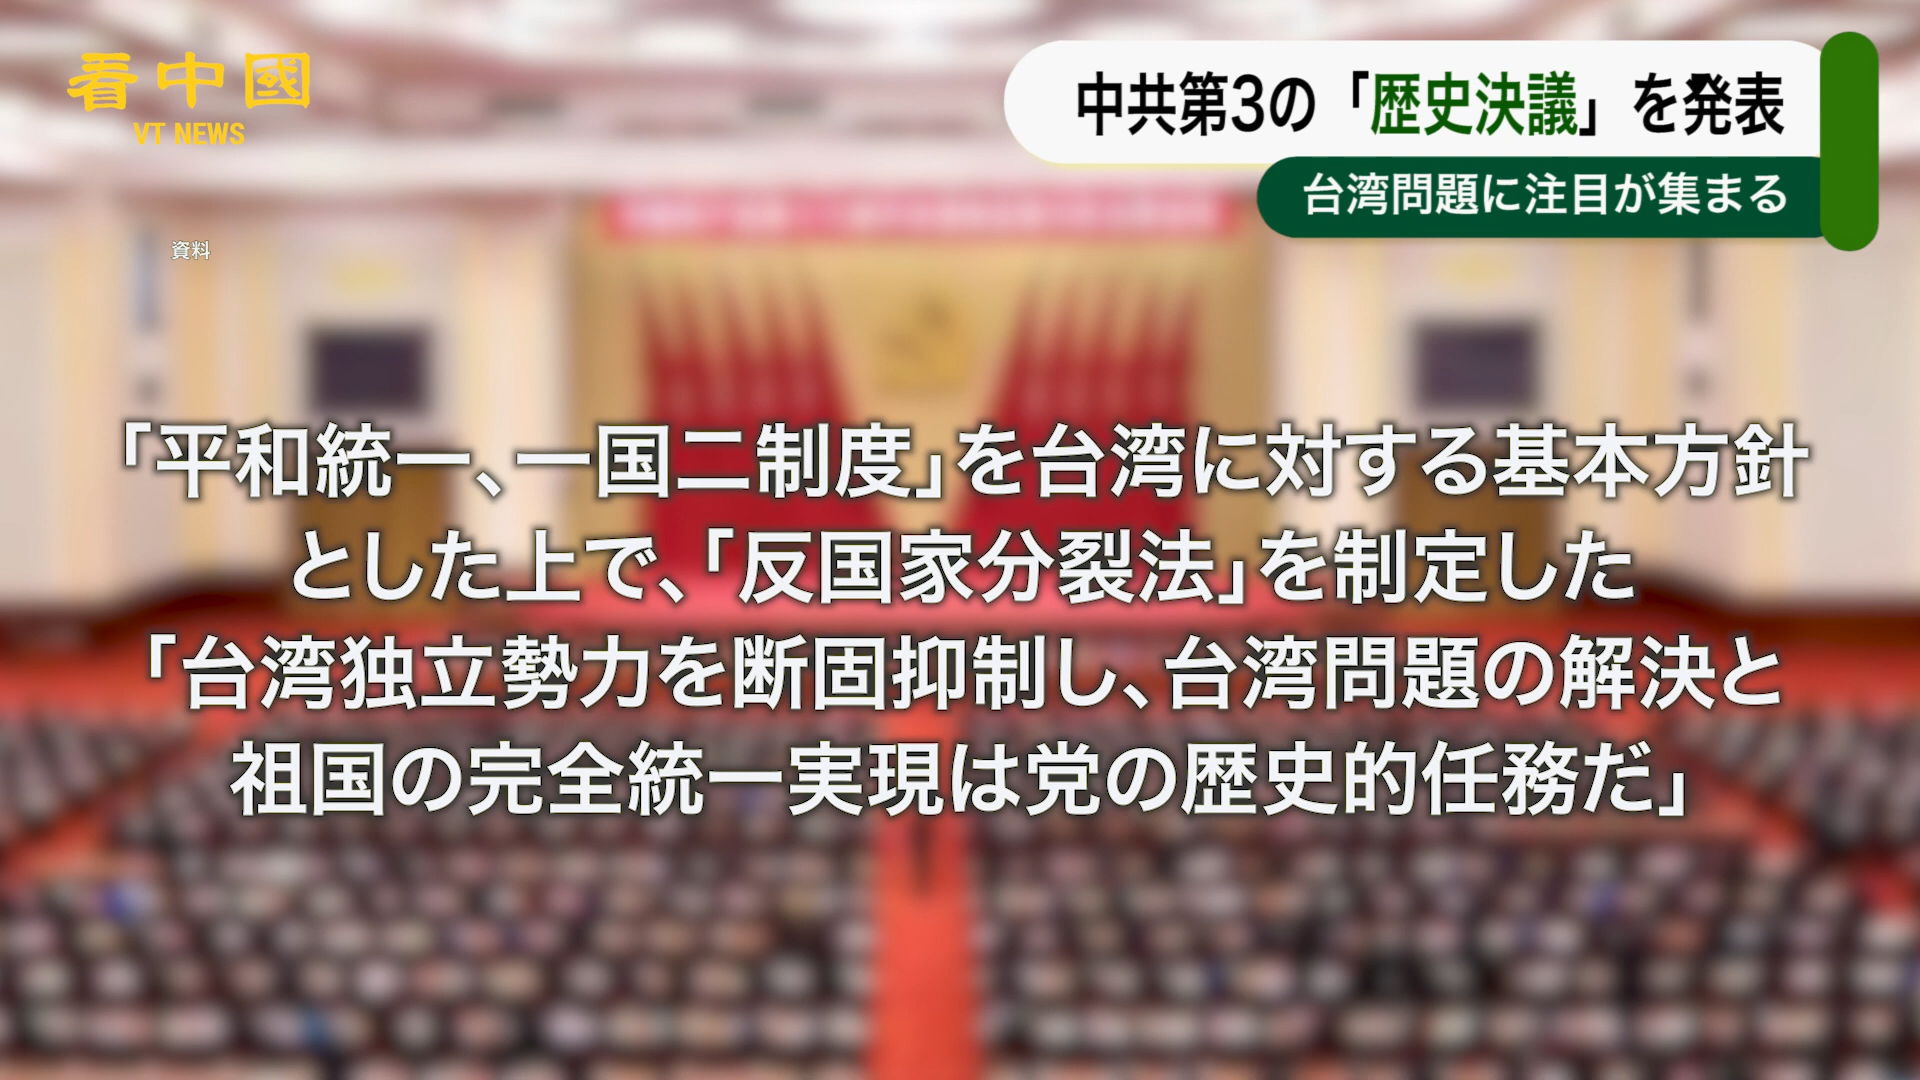 看中國
VT NEWS
中共第3の「歴史決議」を発表
台湾問題に注目が集まる
資料
「平和統一、一国二制度」を台湾に対する基本方針
とした上で、「反国家分裂法」を制定した
「台湾独立勢力を断固抑制し、台湾問題の解決と
祖国の完全統一実現は党の歴史的任務だ」